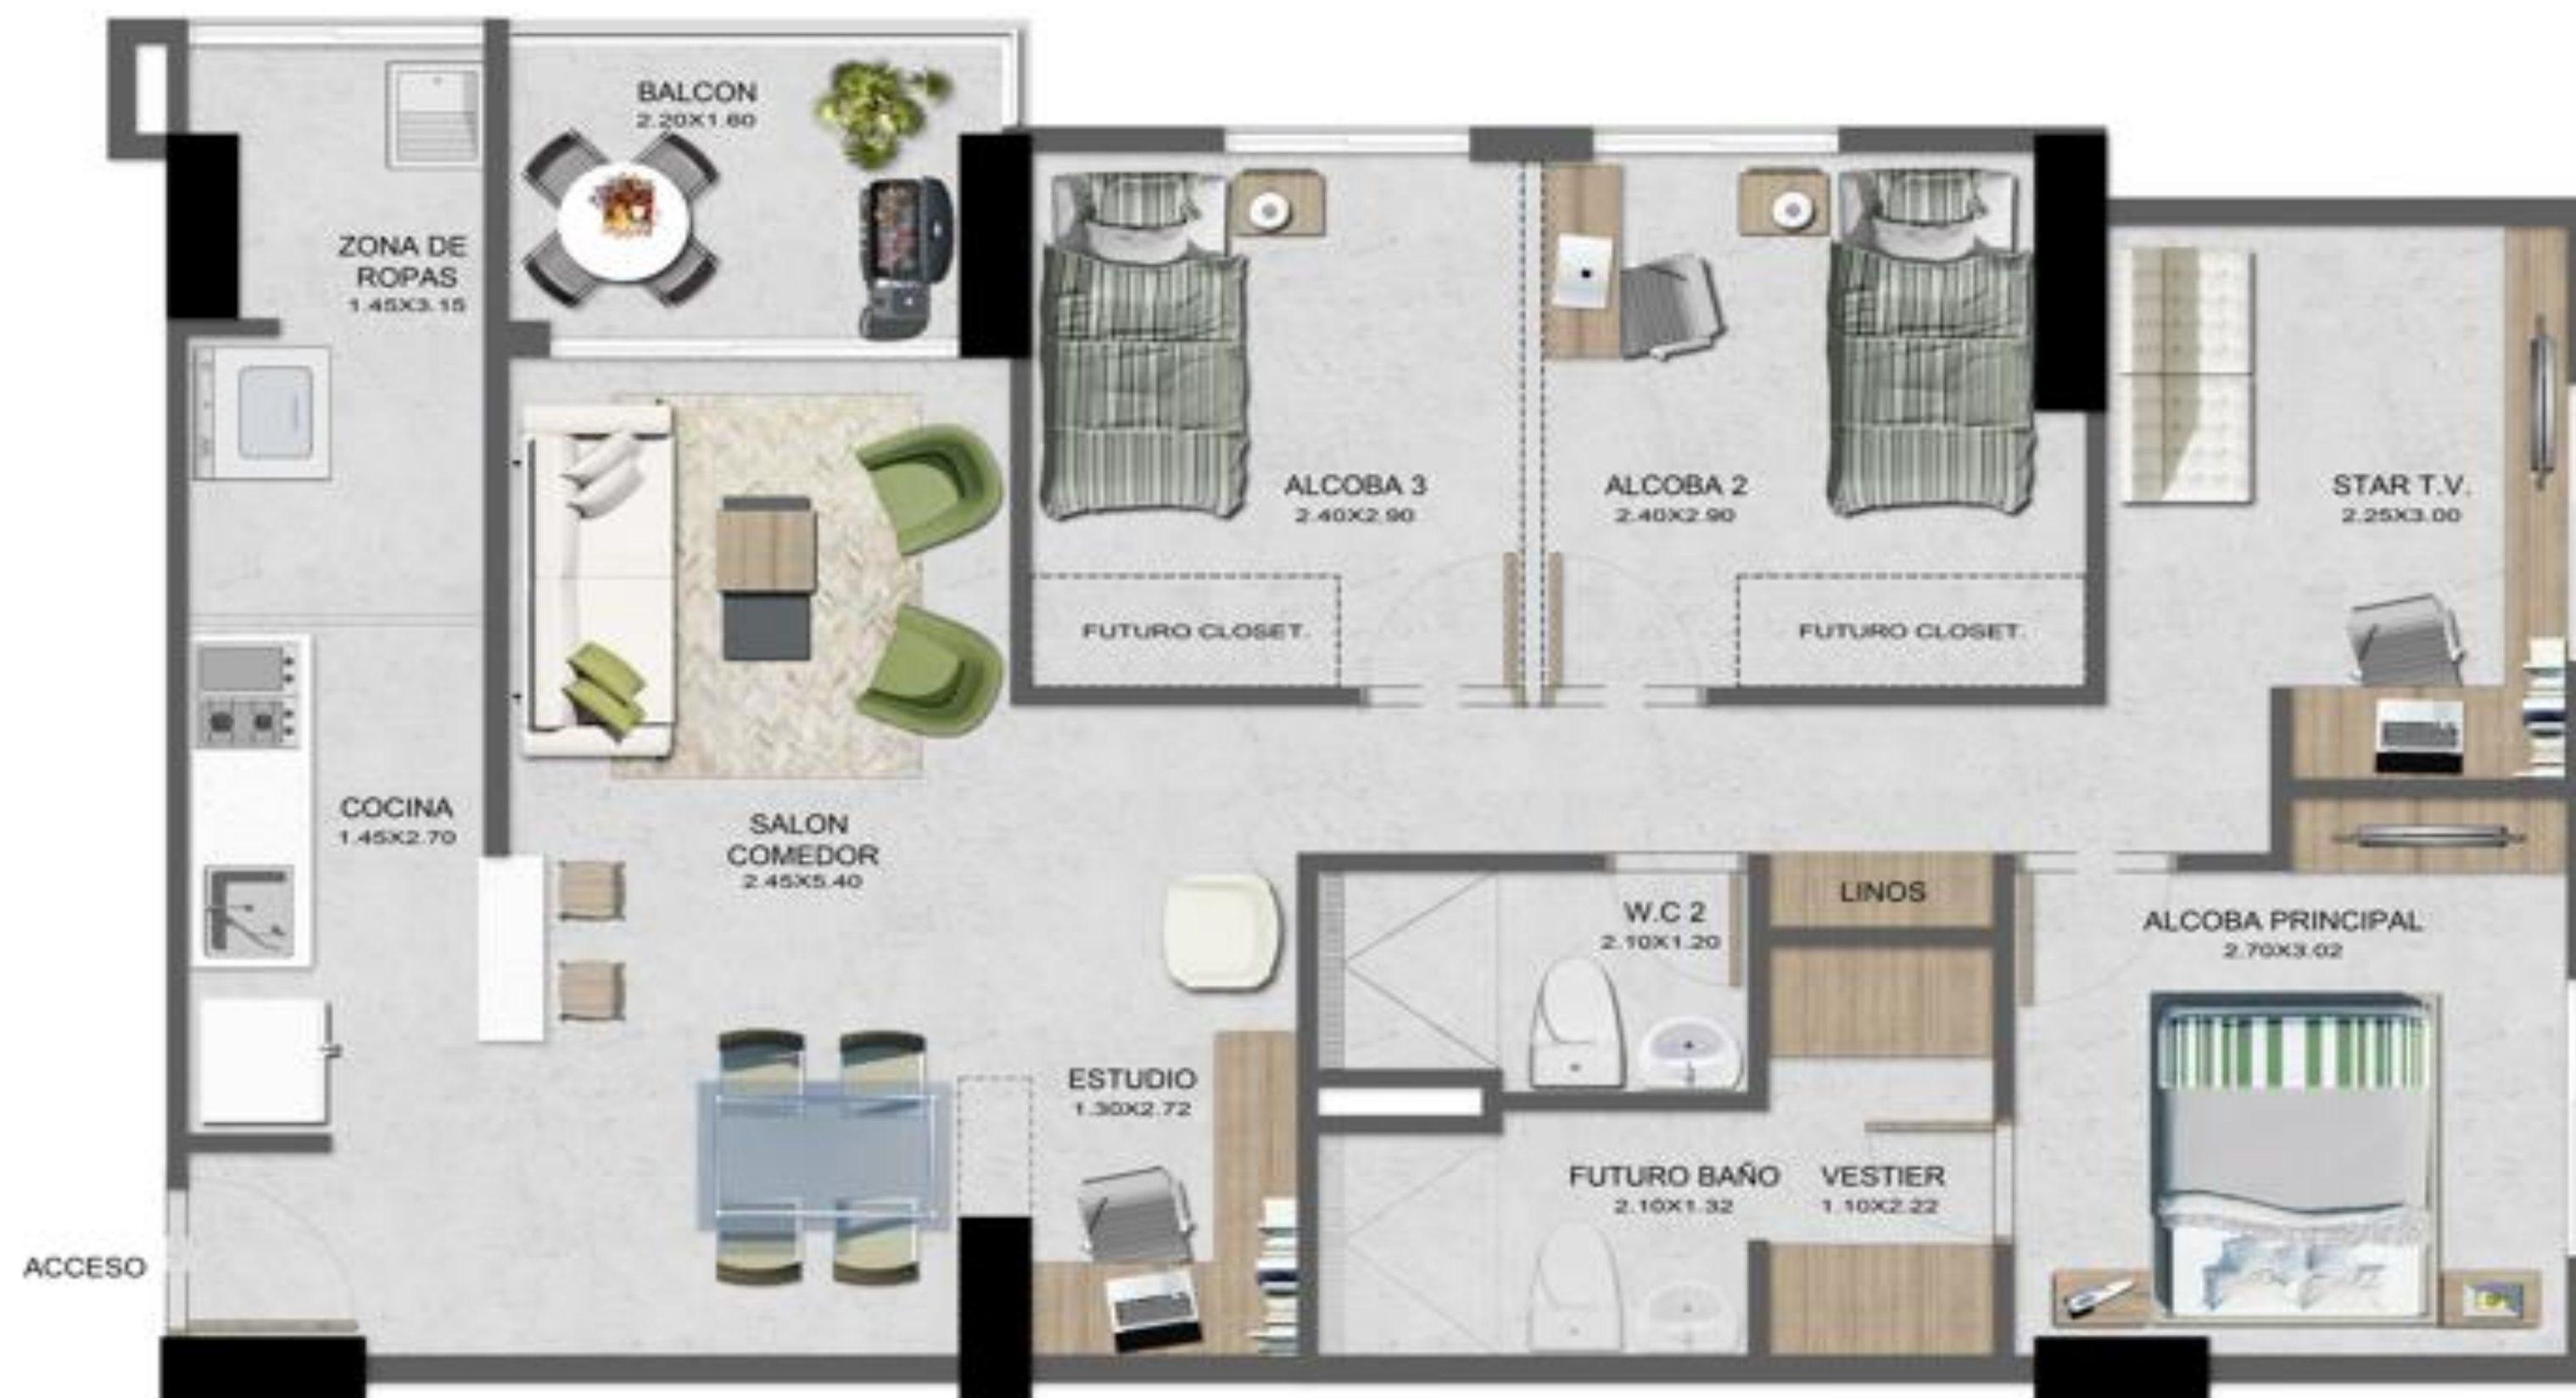 BALCON
2.20X1.60
ZONA DE
ROPAS
1.45X3.15
ALCOBA 3
2.40X2.90
ALCOBA 2
2.40X2.90
STAR T.V.
2.25X3.00
FUTURO CLOSET.
FUTURO CLOSET.
COCINA
1.45X2.70
SALON
COMEDOR
2.45X5.40
W.C 2
2.10X1.20
LINOS
ALCOBA PRINCIPAL
2.70X3.02
ESTUDIO
1.30X2.72
FUTURO BAÑO
2.10X1.32
VESTIER
1.10X2.22
ACCESO